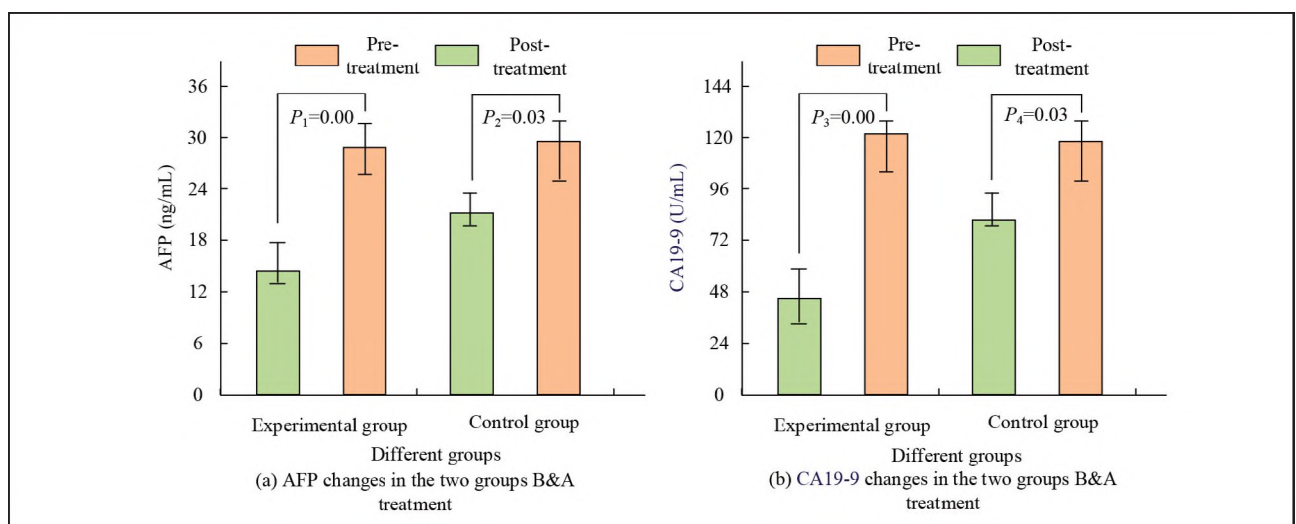 Pre-
treatment
Post-
treatment
36
30
24
18
12
6
0
AFP (ng/mL)
P1=0.00
P2=0.03
Experimental group
Control group
Different groups
(a) AFP changes in the two groups B&A
treatment
Pre-
treatment
Post-
treatment
144
120
96
72
48
24
0
CA19-9 (U/mL)
P3=0.00
P4=0.03
Experimental group
Control group
Different groups
(b) CA19-9 changes in the two groups B&A
treatment